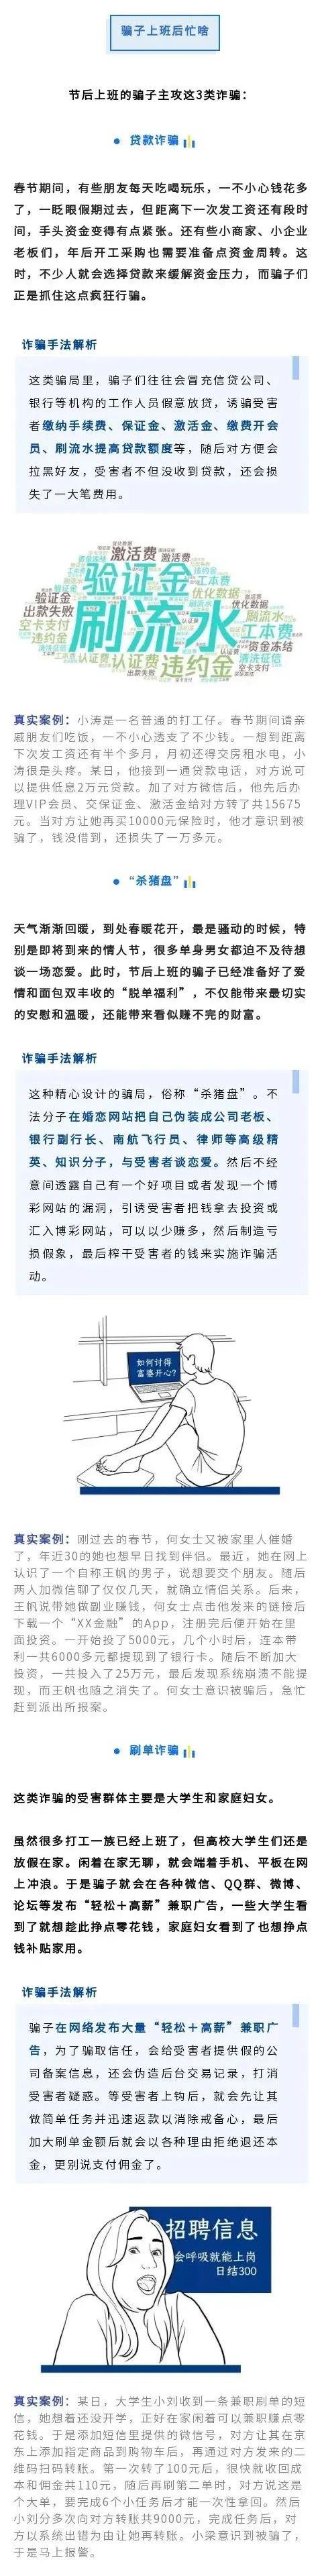 骗子上班后忙啥
节后上班的骗子主攻这3类诈骗：
贷款诈骗
春节期间，有些朋友每天吃喝玩乐，一不小心钱花多
了，一眨眼假期过去，但距离下一次发工资还有段时
间，手头资金变得有点紧张。还有些小商家、小企业
老板们，年后开工采购也需要准备点资金周转。这
时，不少人就会选择贷款来缓解资金压力，而骗子们
正是抓住这点疯狂行骗。
诈骗手法解析
这类骗局里，骗子们往往会冒充信贷公司、
银行等机构的工作人员假意放贷，诱骗受害
者缴纳手续费、保证金、激活金、缴费开会
员、刷流水提高贷款额度等，随后对方便会
拉黑好友，受害者不但没收到贷款，还会损
失了一大笔费用。
激活费
验证金
工本费
优化数据
验证金
出款失败
刷流水
优化数据
刷流水
空卡支付
违约金
工本费
资金冻结
认证费
认证费
违约金
清洗征信
空卡支付
出款失败
真实案例：小涛是一名普通的打工仔。春节期间请亲
戚朋友们吃饭，一不小心透支了不少钱。一想到距离
下次发工资还有半个多月，月初还得交房租水电，小
涛很是头疼。某日，他接到一通贷款电话，对方说可
以提供低息2万元贷款。加了对方微信后，他先后办
理VIP会员、交保证金、激活金给对方转了共15675
元。当对方让她再买10000元保险时，他才意识到被
骗了，钱没借到，还损失了一万多元。
“杀猪盘”
天气渐渐回暖，到处春暖花开，最是骚动的时候，特
别是即将到来的情人节，很多单身男女都迫不及待想
谈一场恋爱。此时，节后上班的骗子已经准备好了爱
情和面包双丰收的“脱单福利”，不仅能带来最切实
的安慰和温暖，还能带来看似赚不完的财富。
诈骗手法解析
这种精心设计的骗局，俗称“杀猪盘”。不
法分子在婚恋网站把自己伪装成公司老板、
银行副行长、南航飞行员、律师等高级精
英、知识分子，与受害者谈恋爱。然后不经
意间透露自己有一个好项目或者发现一个博
彩网站的漏洞，引诱受害者把钱拿去投资或
汇入博彩网站，可以以少赚多，然后制造亏
损假象，最后榨干受害者的钱来实施诈骗活
动。
如何讨得
富婆开心？
真实案例：刚过去的春节，何女士又被家里人催婚
了，年近30的她也想早日找到伴侣。最近，她在网上
认识了一个自称王帆的男子，说想要交个朋友。随后
两人加微信聊了仅仅几天，就确立情侣关系。后来，
王帆说带她做副业赚钱，何女士点击他发来的链接后
下载一个“XX金融”的App，注册完后便开始在里
面投资。一开始投了5000元，几个小时后，连本带
利一共6000多元都提现到了银行卡。随后不断加大
投资，一共投入了25万元，最后发现系统崩溃不能提
现，而王帆也随之消失了。何女士意识被骗后，急忙
赶到派出所报案。
刷单诈骗
这类诈骗的受害群体主要是大学生和家庭妇女。
虽然很多打工一族已经上班了，但高校大学生们还是
放假在家。闲着在家无聊，就会端着手机、平板在网
上冲浪。于是骗子就会在各种微信、QQ群、微博、
论坛等发布“轻松＋高薪”兼职广告，一些大学生看
到了就想趁此挣点零花钱，家庭妇女看到了也想挣点
钱补贴家用。
诈骗手法解析
骗子在网络发布大量“轻松＋高薪”兼职广
告，为了骗取信任，会给受害者提供假的公
司备案信息，还会伪造后台交易记录，打消
受害者疑惑。等受害者上钩后，就会先让其
做简单任务并迅速返款以消除戒备心，最后
加大刷单金额后就会以各种理由拒绝退还本
金，更别说支付佣金了。
招聘信息
会呼吸就能上岗
日结300
真实案例：某日，大学生小刘收到一条兼职刷单的短
信，她想着还没开学，正好在家闲着可以兼职赚点零
花钱。于是添加短信里提供的微信号，对方让其在京
东上添加指定商品到购物车后，再通过对方发来的二
维码扫码转账。第一次转了100元后，很快就收回成
本和佣金共110元，随后再刷第二单时，对方说这是
个大单，要完成6个小任务后才能一次性拿回。然后
小刘分多次向对方转账共9000元，完成任务后，对
方以系统出错为由让她再转账。小梁意识到被骗了，
于是马上报警。